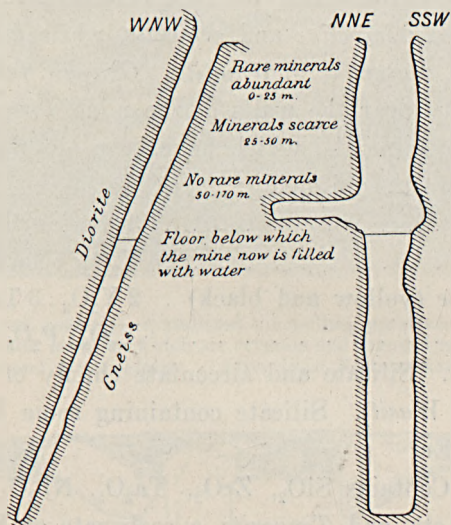 WNW
NNE SSW
Rare minerals
abundant
0-25 m.
Minerals scarce
25-50 m.
No rare minerals
50-170 m
Floor below which
the mine now is filled
with water
Diorite
Gneiss